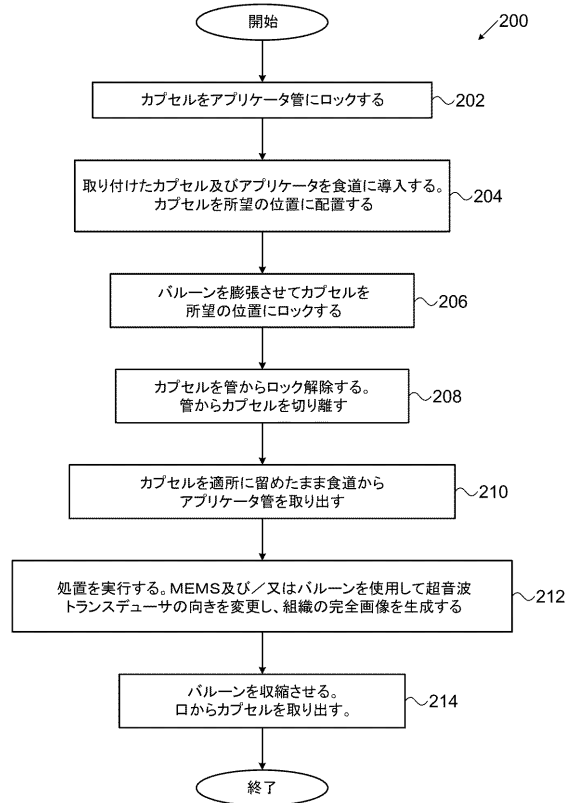 開始
200
カプセルをアプリケータ管にロックする
202
取り付けたカプセル及びアプリケータを食道に導入する。
カプセルを所望の位置に配置する
204
バルーンを膨張させてカプセルを
所望の位置にロックする
206
カプセルを管からロック解除する。
管からカプセルを切り離す
208
カプセルを適所に留めたまま食道から
アプリケータ管を取り出す
210
処置を実行する。MEMS及び/又はバルーンを使用して超音波
トランスデューサの向きを変更し、組織の完全画像を生成する
212
バルーンを収縮させる。
口からカプセルを取り出す。
214
終了